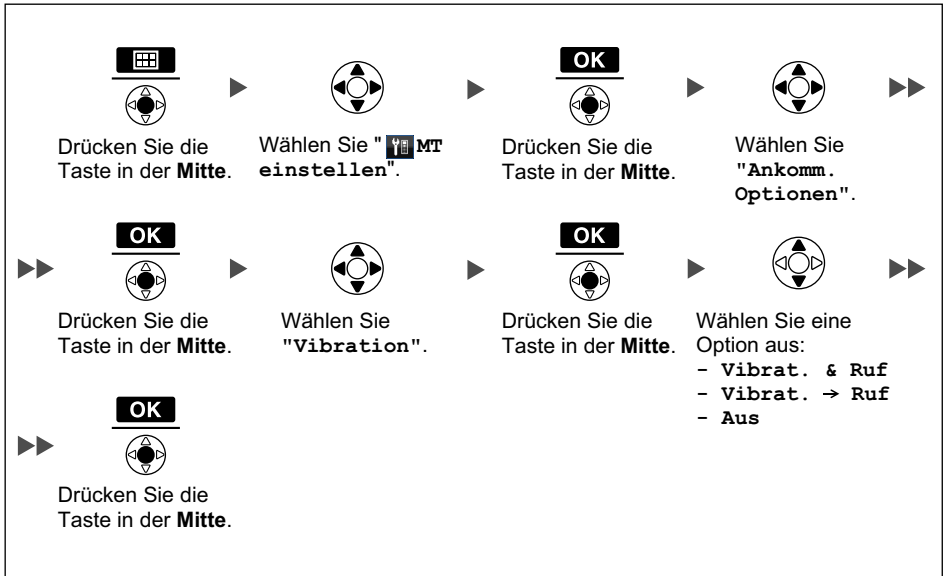 Drücken Sie die
Taste in der Mitte.
Wählen Sie " MT
einstellen".
OK
Drücken Sie die
Taste in der Mitte.
Wählen Sie
"Ankomm.
Optionen".
OK
Drücken Sie die
Taste in der Mitte.
Wählen Sie
"Vibration".
OK
Drücken Sie die
Taste in der Mitte.
Wählen Sie eine
Option aus:
- Vibrat. & Ruf
- Vibrat. → Ruf
- Aus
OK
Drücken Sie die
Taste in der Mitte.